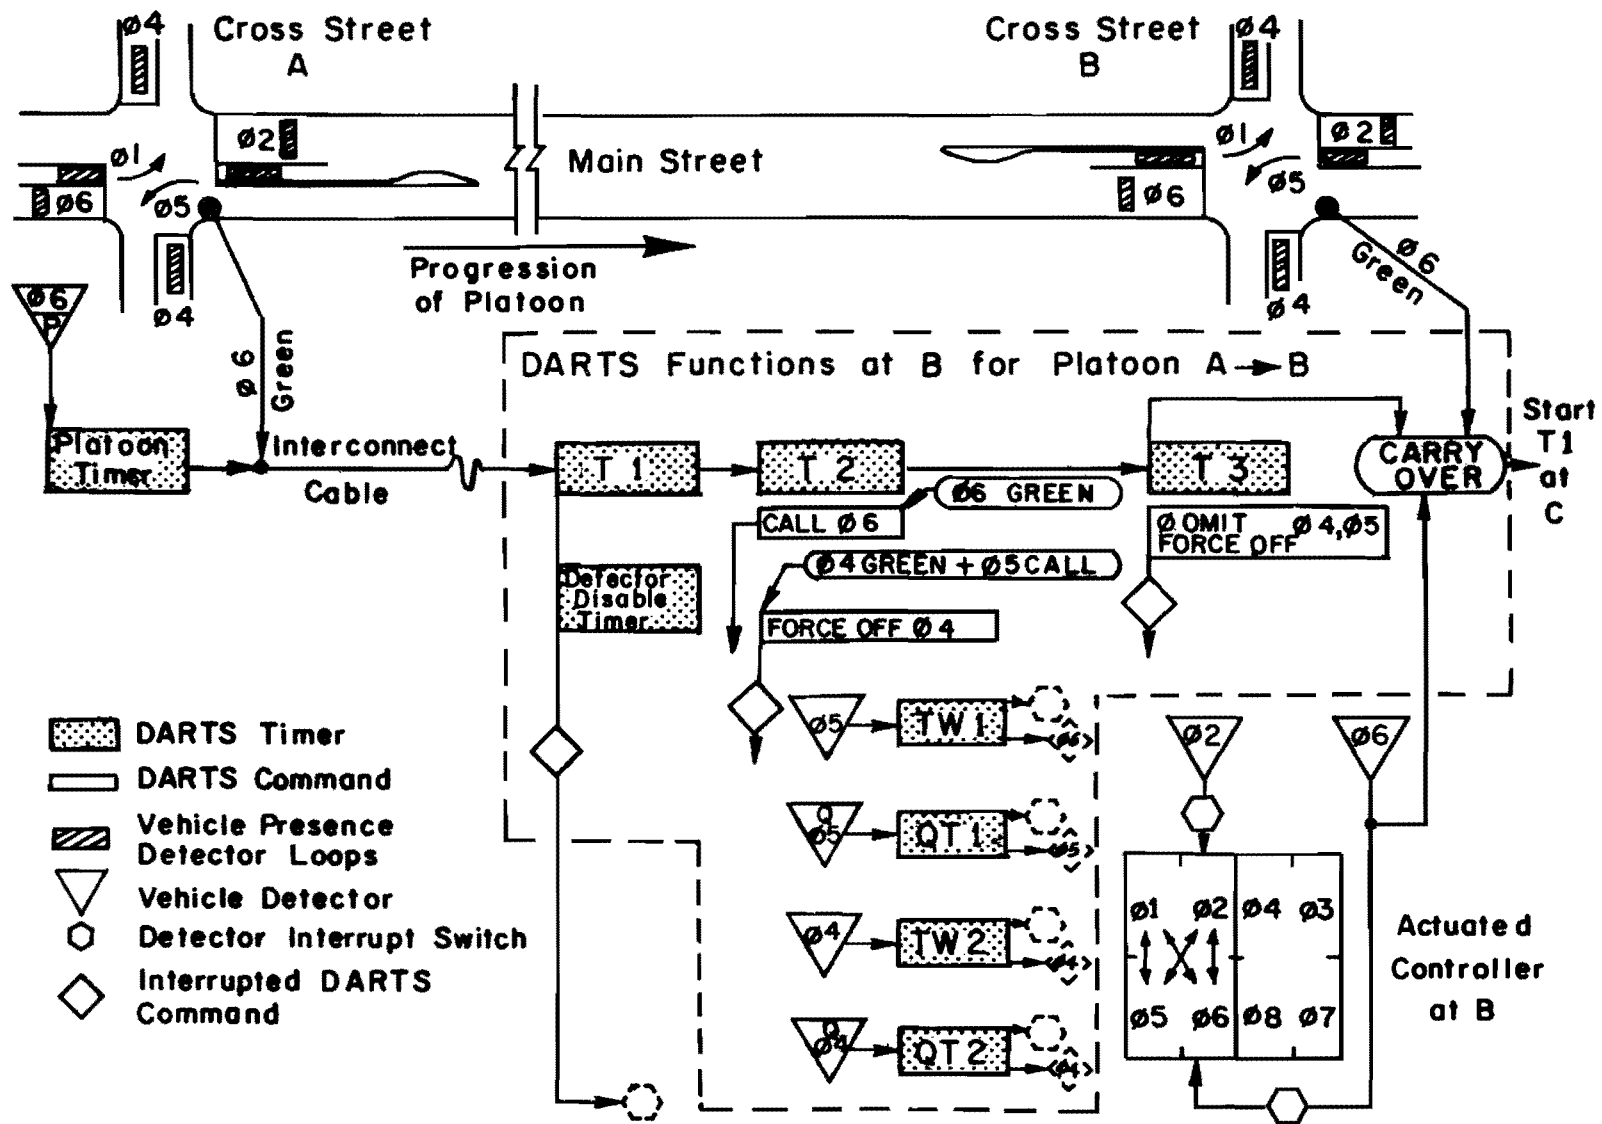 Ø4
Cross Street
A
Cross Street
B
Ø4
Ø2
Ø1
Main Street
Ø1
Ø2
Ø6
Ø5
Ø6
Ø5
Ø4
Progression
of Platoon
Ø4
Ø6
Green
Ø6
P
Ø6
Green
DARTS Functions at B for Platoon A → B
Platoon
Timer
Interconnect
Cable
T 1
T 2
T 3
CARRY
OVER
Start
T1
at
C
Ø6 GREEN
CALL Ø6
Ø OMIT Ø4,Ø5
FORCE OFF
Ø4 GREEN + Ø5 CALL
Detector
Disable
Timer
FORCE OFF Ø4
Ø5
TW 1
Ø6
Ø2
Ø6
Q
Ø5
QT 1
Ø5
Ø4
TW 2
Ø4
Q
Ø4
QT 2
Ø4
Ø1 Ø2 Ø4 Ø3
Ø5 Ø6 Ø8 Ø7
Actuated
Controller
at B
DARTS Timer
DARTS Command
Vehicle Presence
Detector Loops
Vehicle Detector
Detector Interrupt Switch
Interrupted DARTS
Command